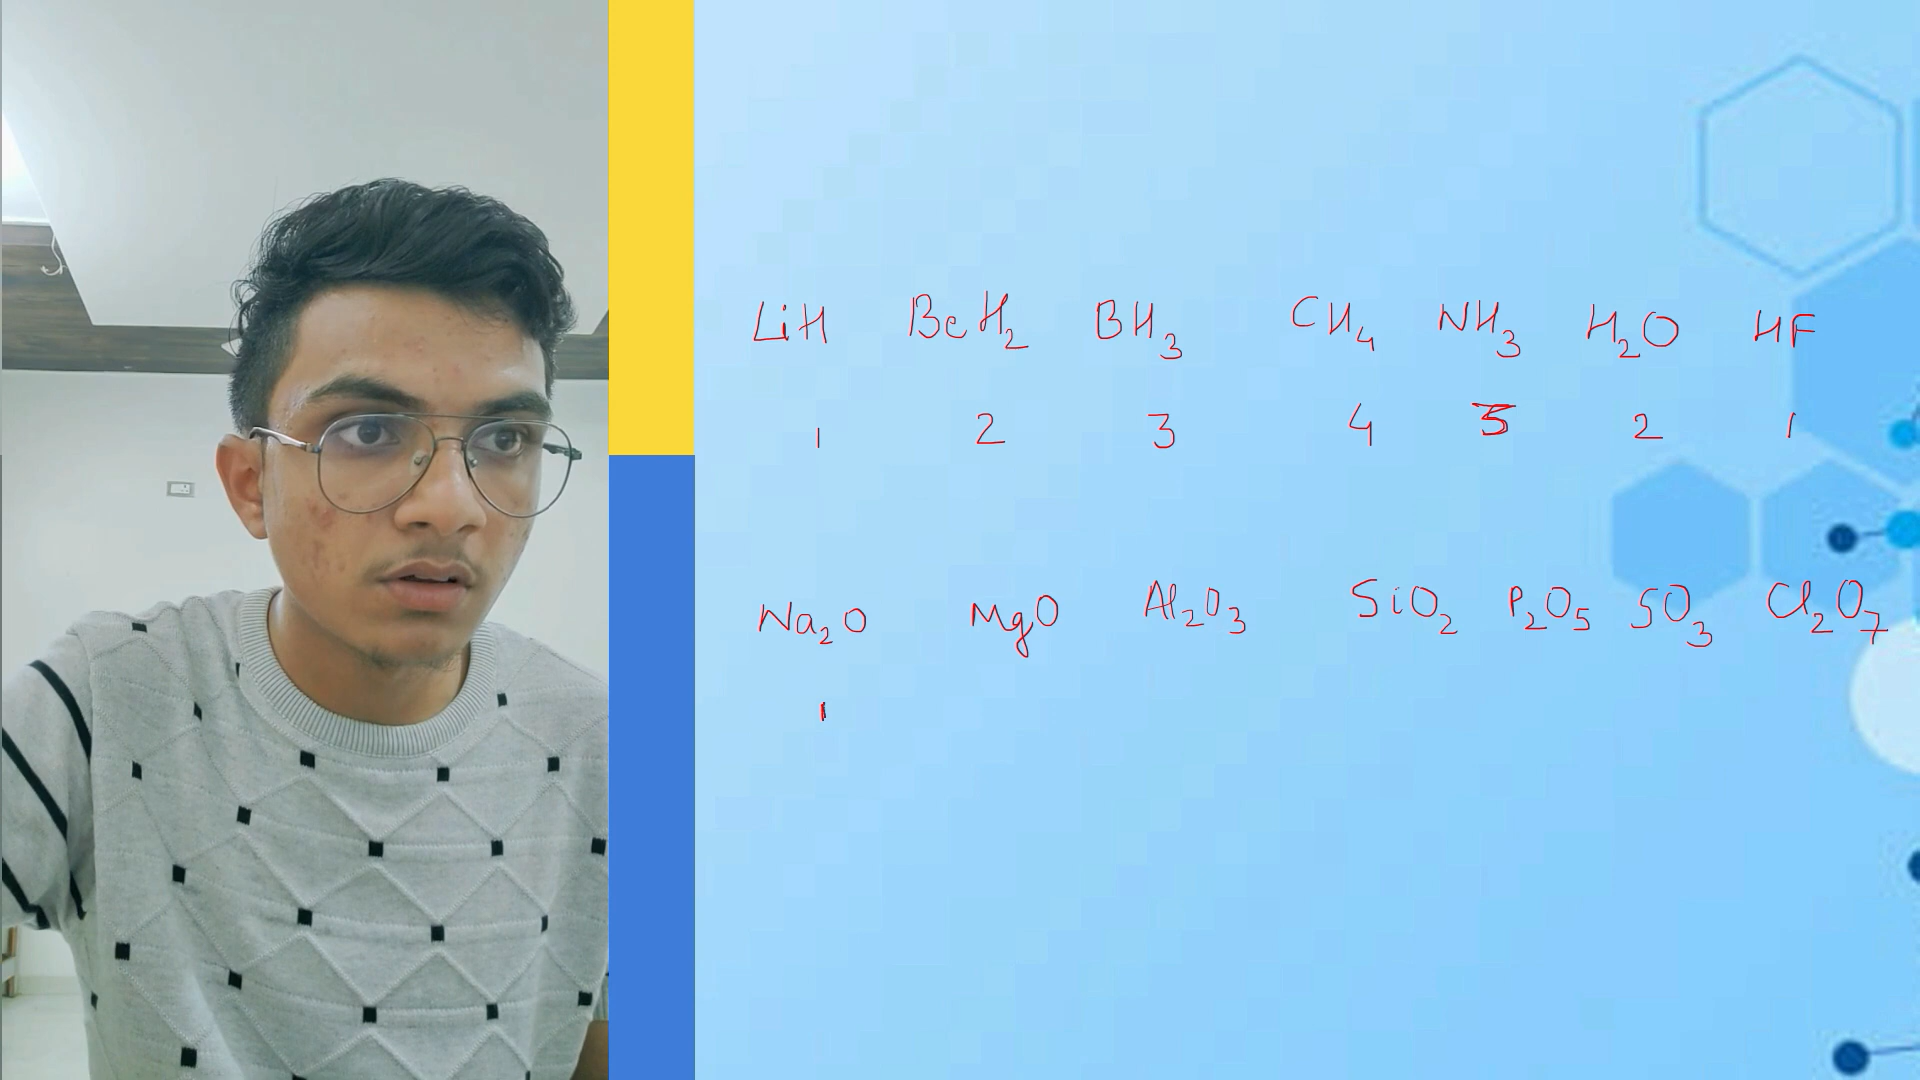 LiH BeH2 BH3 CH4 NH3 H2O HF
1 2 3 4 3 2 1
Na2O MgO Al2O3 SiO2 P2O5 SO3 Cl2O7
1